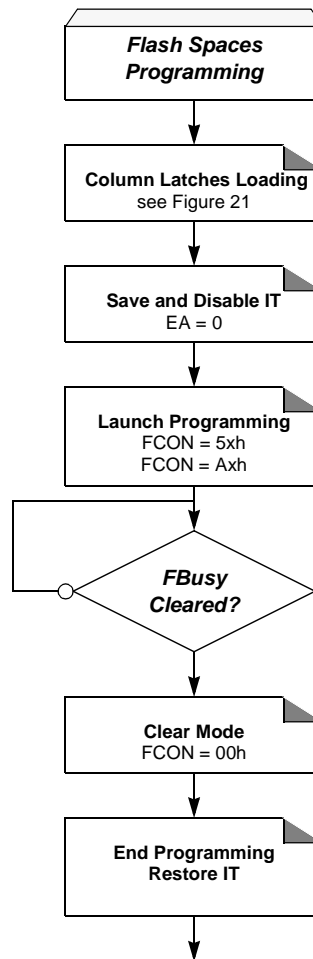 Flash Spaces
Programming
Column Latches Loading
see Figure 21
Save and Disable IT
EA = 0
Launch Programming
FCON = 5xh
FCON = Axh
FBusy
Cleared?
Clear Mode
FCON = 00h
End Programming
Restore IT